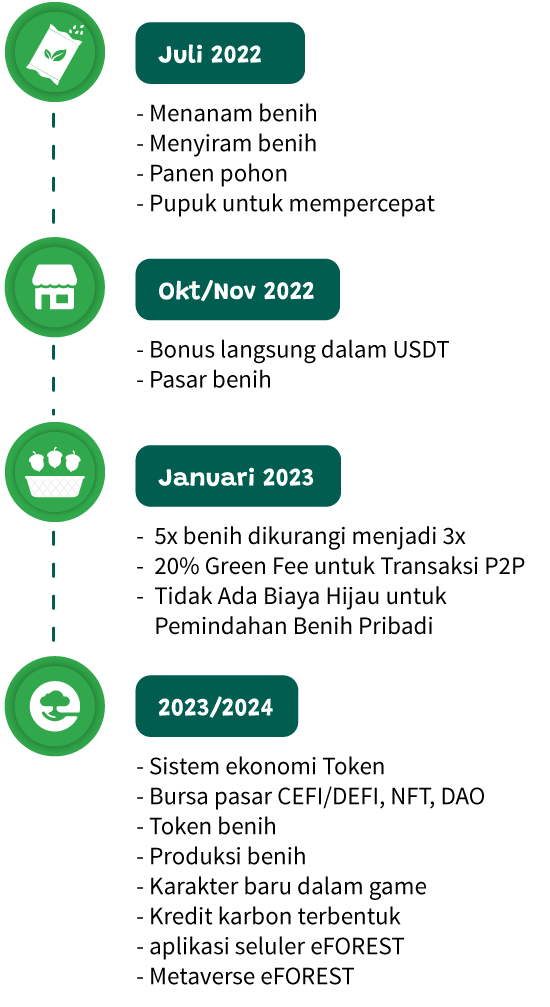 Juli 2022
- Menanam benih
- Menyiram benih
- Panen pohon
- Pupuk untuk mempercepat
Okt/Nov 2022
- Bonus langsung dalam USDT
- Pasar benih
Januari 2023
- 5x benih dikurangi menjadi 3x
- 20% Green Fee untuk Transaksi P2P
- Tidak Ada Biaya Hijau untuk
Pemindahan Benih Pribadi
2023/2024
- Sistem ekonomi Token
- Bursa pasar CEFI/DEFI, NFT, DAO
- Token benih
- Produksi benih
- Karakter baru dalam game
- Kredit karbon terbentuk
- aplikasi seluler eFOREST
- Metaverse eFOREST